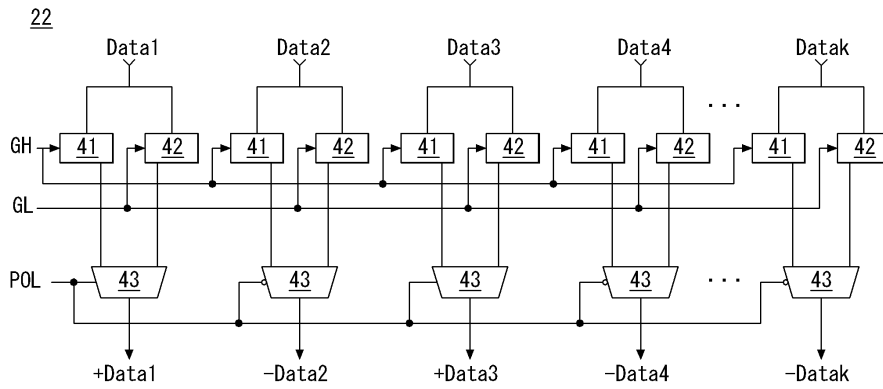 22
Data1 Data2 Data3 Data4 Datak
GH 41 42 41 42 41 42 41 42 ··· 41 42
GL
POL 43 43 43 43 ··· 43
+Data1 -Data2 +Data3 -Data4 -Datak